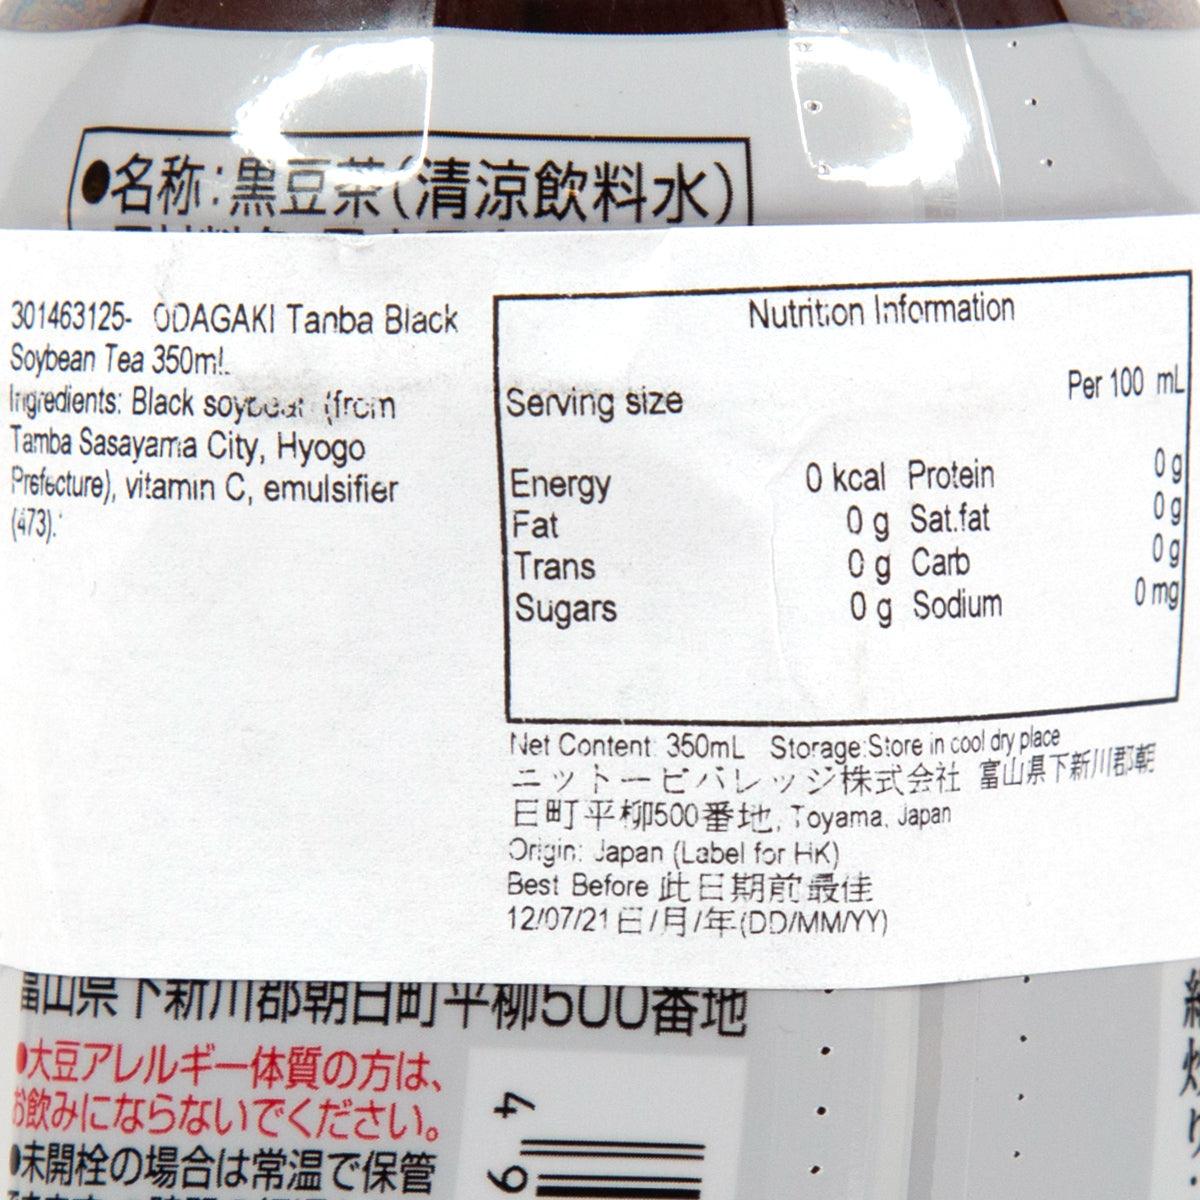 ●名称:黒豆茶(清涼飲料水)
301463125- ODAGAKI Tanba Black
Soybean Tea 350mL
Ingredients: Black soybean (from
Tamba Sasayama City, Hyogo
Prefecture), vitamin C, emulsifier
(473).
Nutrition Information
Per 100 mL
Serving size
Energy 0 kcal Protein 0 g
Fat 0 g Sat.fat 0 g
Trans 0 g Carb 0 g
Sugars 0 g Sodium 0 mg
Net Content: 350mL Storage:Store in cool dry place
ニットービバレッジ株式会社 富山県下新川郡朝
日町平柳500番地, Toyama, Japan
Origin: Japan (Label for HK)
Best Before 此日期前最佳
12/07/21 日/月/年(DD/MM/YY)
富山県下新川郡朝日町平柳500番地
●大豆アレルギー体質の方は、
お飲みにならないでください。
●未開栓の場合は常温で保管
4 9